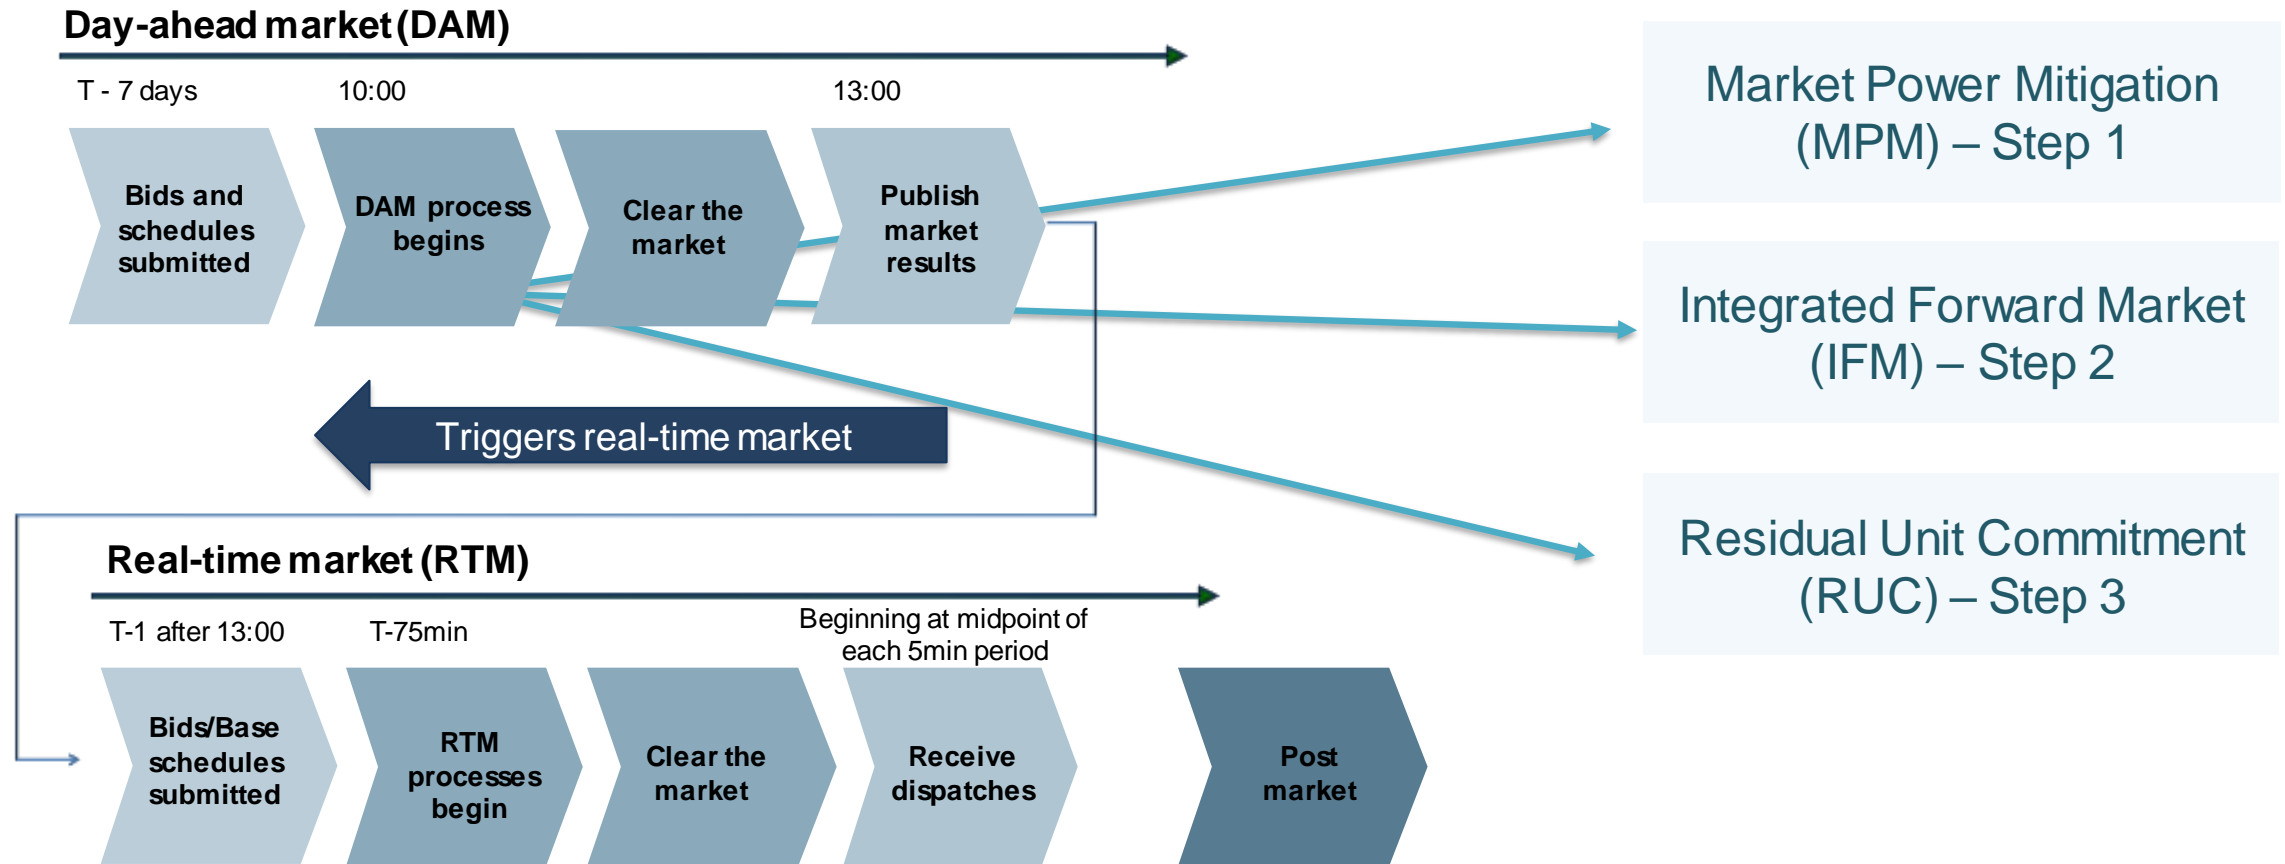 Day-ahead market (DAM)
T - 7 days
10:00
13:00
Bids and
schedules
submitted
DAM process
begins
Clear the
market
Publish
market
results
Market Power Mitigation
(MPM) – Step 1
Integrated Forward Market
(IFM) – Step 2
Residual Unit Commitment
(RUC) – Step 3
Triggers real-time market
Real-time market (RTM)
T-1 after 13:00
T-75min
Beginning at midpoint of
each 5min period
Bids/Base
schedules
submitted
RTM
processes
begin
Clear the
market
Receive
dispatches
Post
market